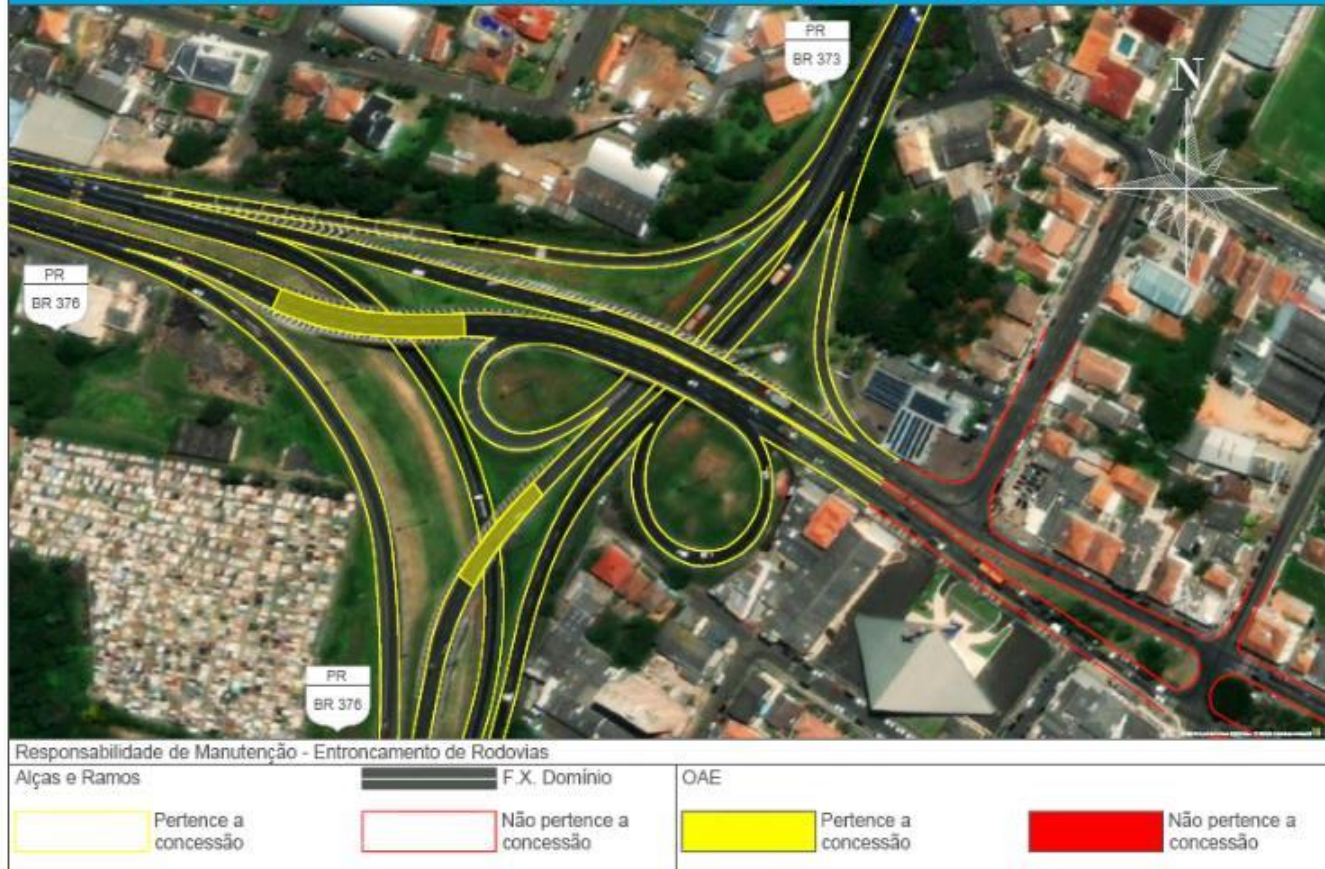 PR
BR 373
N
PR
BR 376
PR
BR 376
Responsabilidade de Manutenção - Entroncamento de Rodovias
Alças e Ramos
F.X. Domínio
OAE
Pertence a
concessão
Não pertence a
concessão
Pertence a
concessão
Não pertence a
concessão